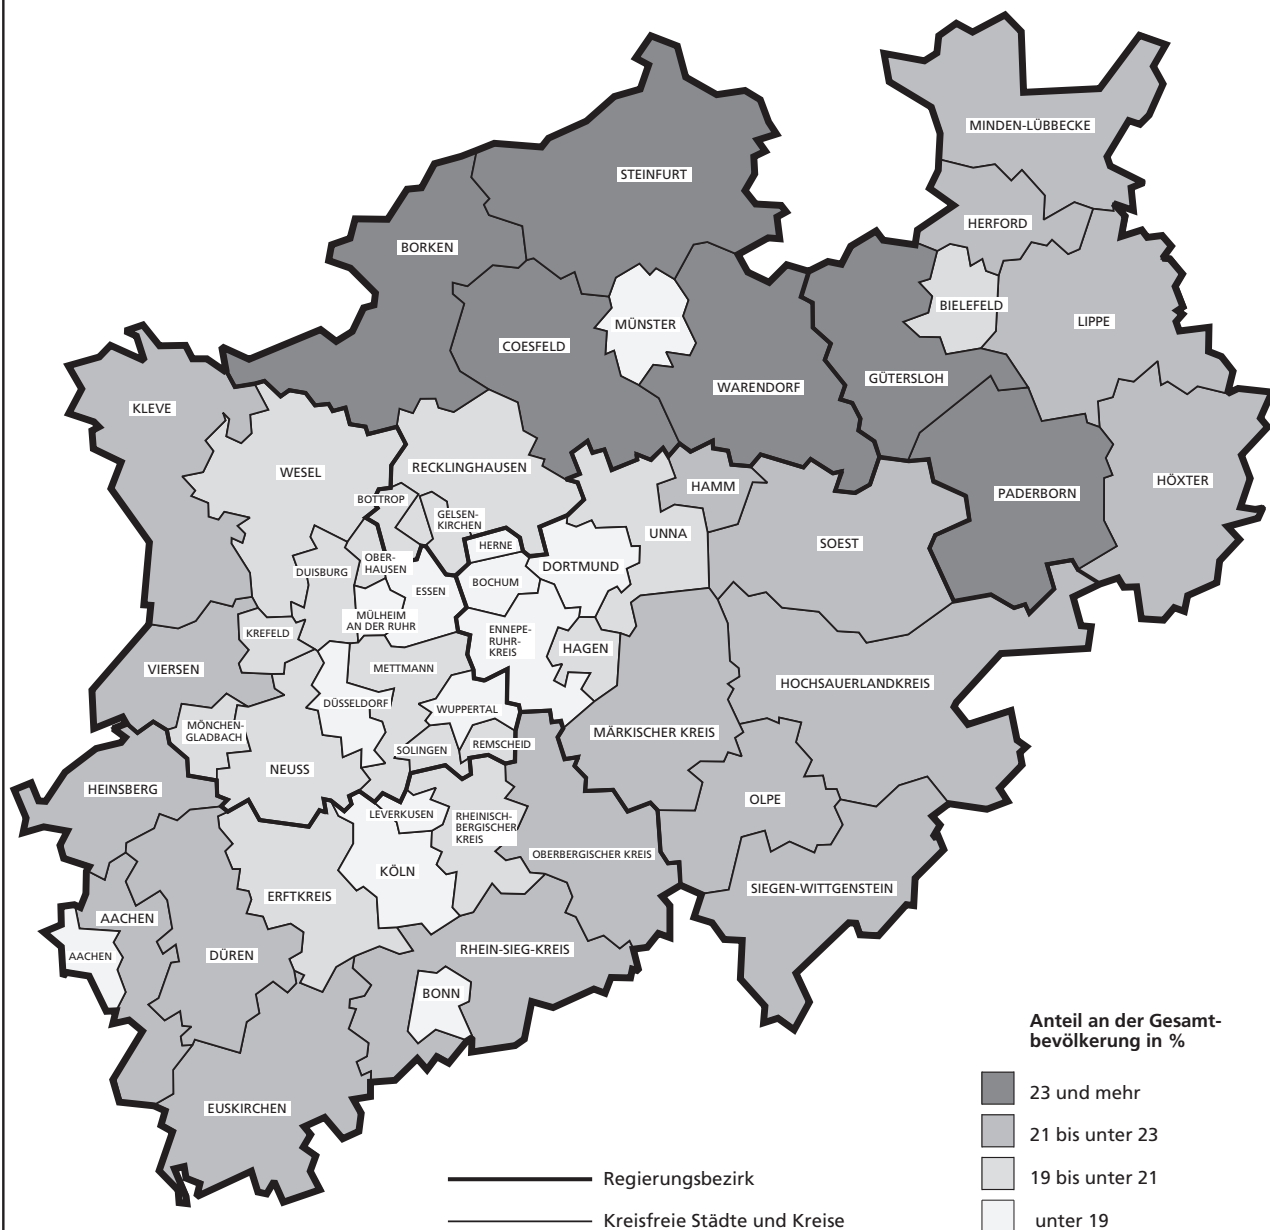 MINDEN-LÜBBECKE
STEINFURT
HERFORD
BORKEN
BIELEFELD
LIPPE
MÜNSTER
COESFELD
GÜTERSLOH
WARENDORF
KLEVE
RECKLINGHAUSEN
WESEL
HÖXTER
HAMM
PADERBORN
BOTTROP
GELSEN-
KIRCHEN
UNNA
SOEST
HERNE
OBER-
HAUSEN
DORTMUND
DUISBURG
BOCHUM
ESSEN
MÜLHEIM
AN DER RUHR
KREFELD
ENNEPE-
RUHR-
KREIS
HAGEN
VIERSEN
METTMANN
HOCHSAUERLANDKREIS
DÜSSELDORF
WUPPERTAL
MÖNCHEN-
GLADBACH
MÄRKISCHER KREIS
SOLINGEN
REMSCHEID
NEUSS
HEINSBERG
OLPE
LEVERKUSEN
RHEINISCH-
BERGISCHER
KREIS
OBERBERGISCHER KREIS
KÖLN
SIEGEN-WITTGENSTEIN
ERFTKREIS
AACHEN
RHEIN-SIEG-KREIS
AACHEN
DÜREN
BONN
EUSKIRCHEN
Anteil an der Gesamt-
bevölkerung in %
23 und mehr
21 bis unter 23
19 bis unter 21
unter 19
Regierungsbezirk
Kreisfreie Städte und Kreise